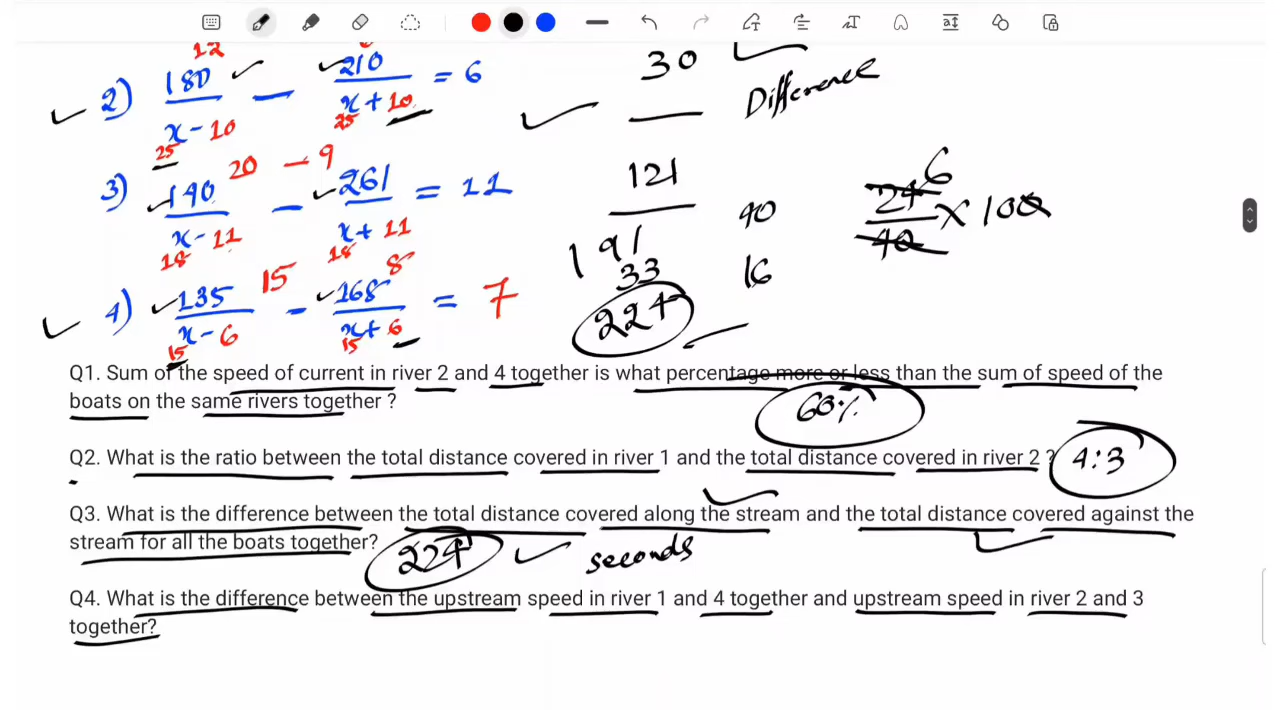 12
2) 180 / x - 10 - 210 / x + 10 = 6
25 25
30
Difference
3) 190 / x - 11 - 261 / x + 11 = 11
20 - 9
18 18
121
191
33
224
40
16
24 / 40 × 100
6
4) 135 / x - 6 - 168 / x + 6 = 7
15 8
15 15
Q1. Sum of the speed of current in river 2 and 4 together is what percentage more or less than the sum of speed of the
boats on the same rivers together ?
60%
Q2. What is the ratio between the total distance covered in river 1 and the total distance covered in river 2 ?
4:3
Q3. What is the difference between the total distance covered along the stream and the total distance covered against the
stream for all the boats together?
224
seconds
Q4. What is the difference between the upstream speed in river 1 and 4 together and upstream speed in river 2 and 3
together?